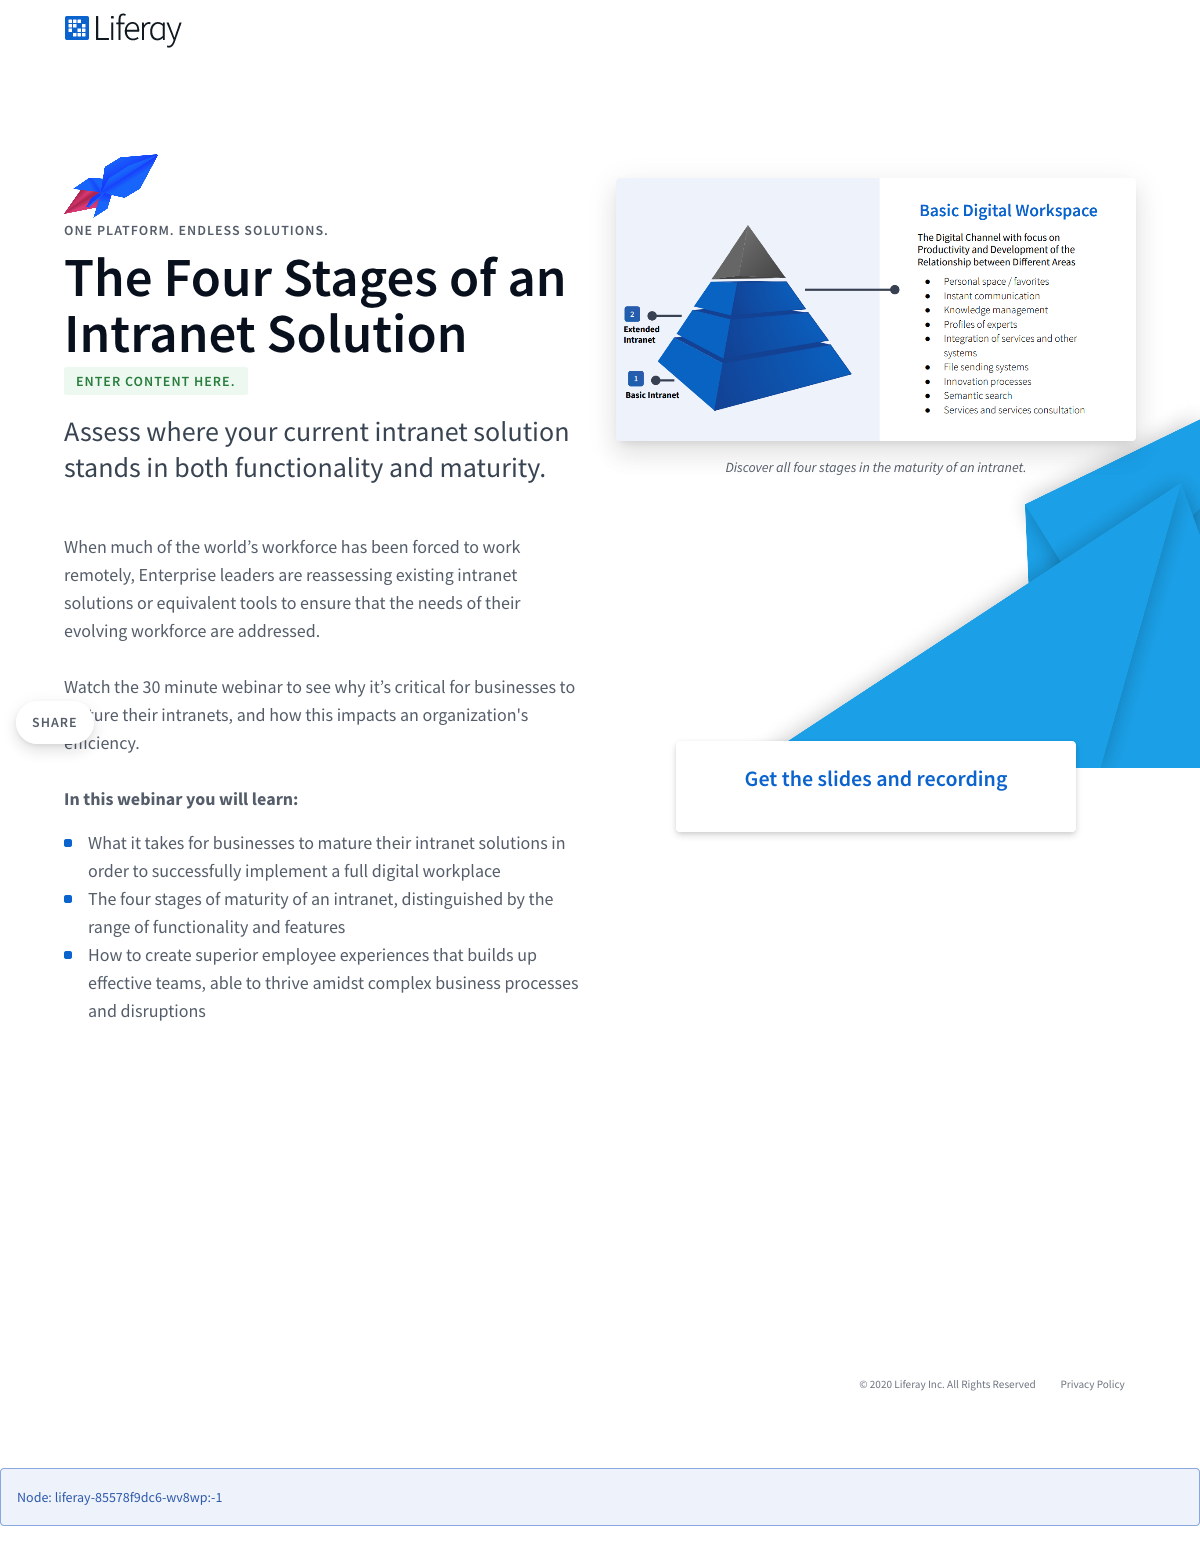 Liferay
ONE PLATFORM. ENDLESS SOLUTIONS.
The Four Stages of an
Intranet Solution
ENTER CONTENT HERE.
Assess where your current intranet solution
stands in both functionality and maturity.
When much of the world’s workforce has been forced to work
remotely, Enterprise leaders are reassessing existing intranet
solutions or equivalent tools to ensure that the needs of their
evolving workforce are addressed.
Watch the 30 minute webinar to see why it’s critical for businesses to
their intranets, and how this impacts an organization's
efficiency.
SHARE
In this webinar you will learn:
What it takes for businesses to mature their intranet solutions in
order to successfully implement a full digital workplace
The four stages of maturity of an intranet, distinguished by the
range of functionality and features
How to create superior employee experiences that builds up
effective teams, able to thrive amidst complex business processes
and disruptions
2
Extended
Intranet
1
Basic Intranet
Basic Digital Workspace
The Digital Channel with focus on
Productivity and Development of the
Relationship between Different Areas
● Personal space / favorites
● Instant communication
● Knowledge management
● Profiles of experts
● Integration of services and other
systems
● File sending systems
● Innovation processes
● Semantic search
● Services and services consultation
Discover all four stages in the maturity of an intranet.
Get the slides and recording
© 2020 Liferay Inc. All Rights Reserved Privacy Policy
Node: liferay-85578f9dc6-wv8wp:-1